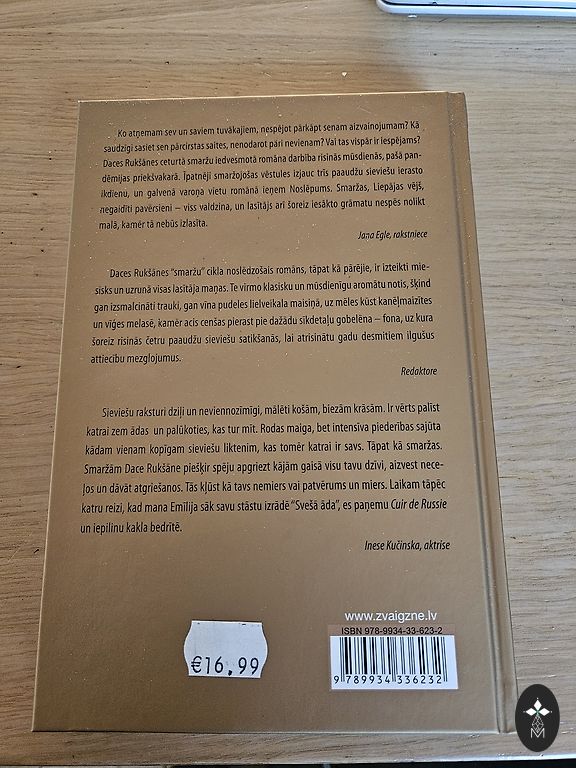 Ko atņemam sev un saviem tuvākajiem, nespējot pārkāpt senam aizvainojumam? Kā
saudzīgi sasiet sen pārcirstas saites, nenodarot pāri nevienam? Vai tas vispār ir iespējams?
Daces Rukšānes ceturtā smaržu iedvesmotā romāna darbība risinās mūsdienās, pašā pan-
dēmijas priekšvakarā. Īpatnēji smaržojošas vēstules izjauc trīs paaudžu sieviešu ierasto
ikdienu, un galvenā varoņa vietu romānā ieņem Noslēpums. Smaržas, Liepājas vējš,
negaidīti pavērsieni – viss valdzina, un lasītājs arī šoreiz iesākto grāmatu nespēs nolikt
malā, kamēr tā nebūs izlasīta.
Jana Egle, rakstniece
Daces Rukšānes "smaržu" cikla noslēdzošais romāns, tāpat kā pārējie, ir izteikti mie-
sisks un uzrunā visas lasītāja maņas. Te virmo klasisku un mūsdienīgu aromātu notis, šķind
gan izsmalcināti trauki, gan vīna pudeles lielveikala maisiņā, uz mēles kūst kanēļmaizītes
un vīģes melasē, kamēr acis cenšas pierast pie dažādu sīkdetaļu gobelēna – fona, uz kura
šoreiz risinās četru paaudžu sieviešu satikšanās, lai atrisinātu gadu desmitiem ilgušus
attiecību mezglojumus.
Redaktore
Sieviešu raksturi dziļi un neviennozīmīgi, mālēti košām, biezām krāsām. Ir vērts palīst
katrai zem ādas un palūkoties, kas tur mīt. Rodas maiga, bet intensīva piederības sajūta
kādam vienam kopīgam sieviešu liktenim, kas tomēr katrai ir savs. Tāpat kā smaržas.
Smaržām Dace Rukšāne piešķir spēju apgriezt kājām gaisā visu tavu dzīvi, aizvest nece-
ļos un dāvāt atgriešanos. Tās kļūst kā tavs nemiers vai patvērums un miers. Laikam tāpēc
katru reizi, kad mana Emīlija sāk savu stāstu izrādē "Svešā āda", es paņemu Cuir de Russie
un iepilinu kakla bedrītē.
Inese Kučinska, aktrise
www.zvaigzne.lv
ISBN 978-9934-33-623-2
€16,99
9 789934 336232
M